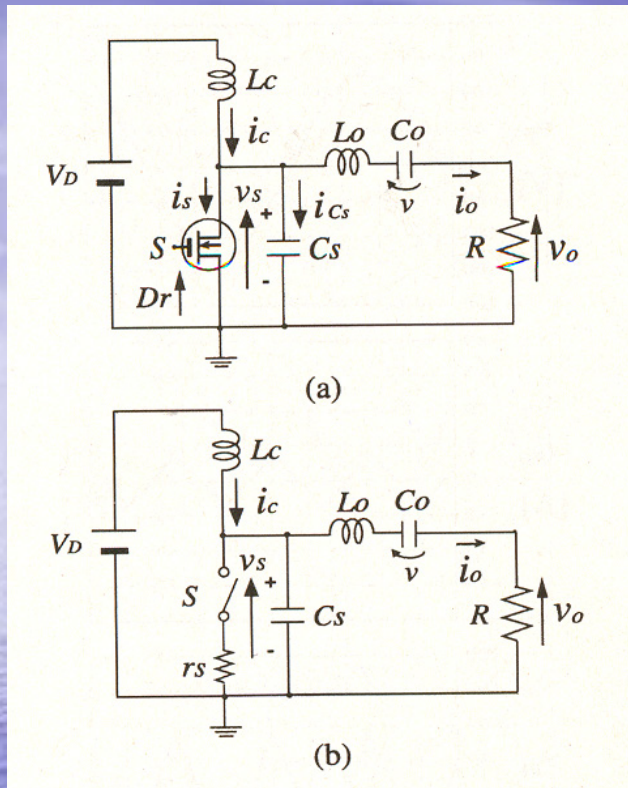 Lc
ic
Lo Co
VD
is vs + iCs v io
S Cs R vo
Dr -
(a)
Lc
ic
Lo Co
VD
vs + v io
S Cs R vo
rs -
(b)